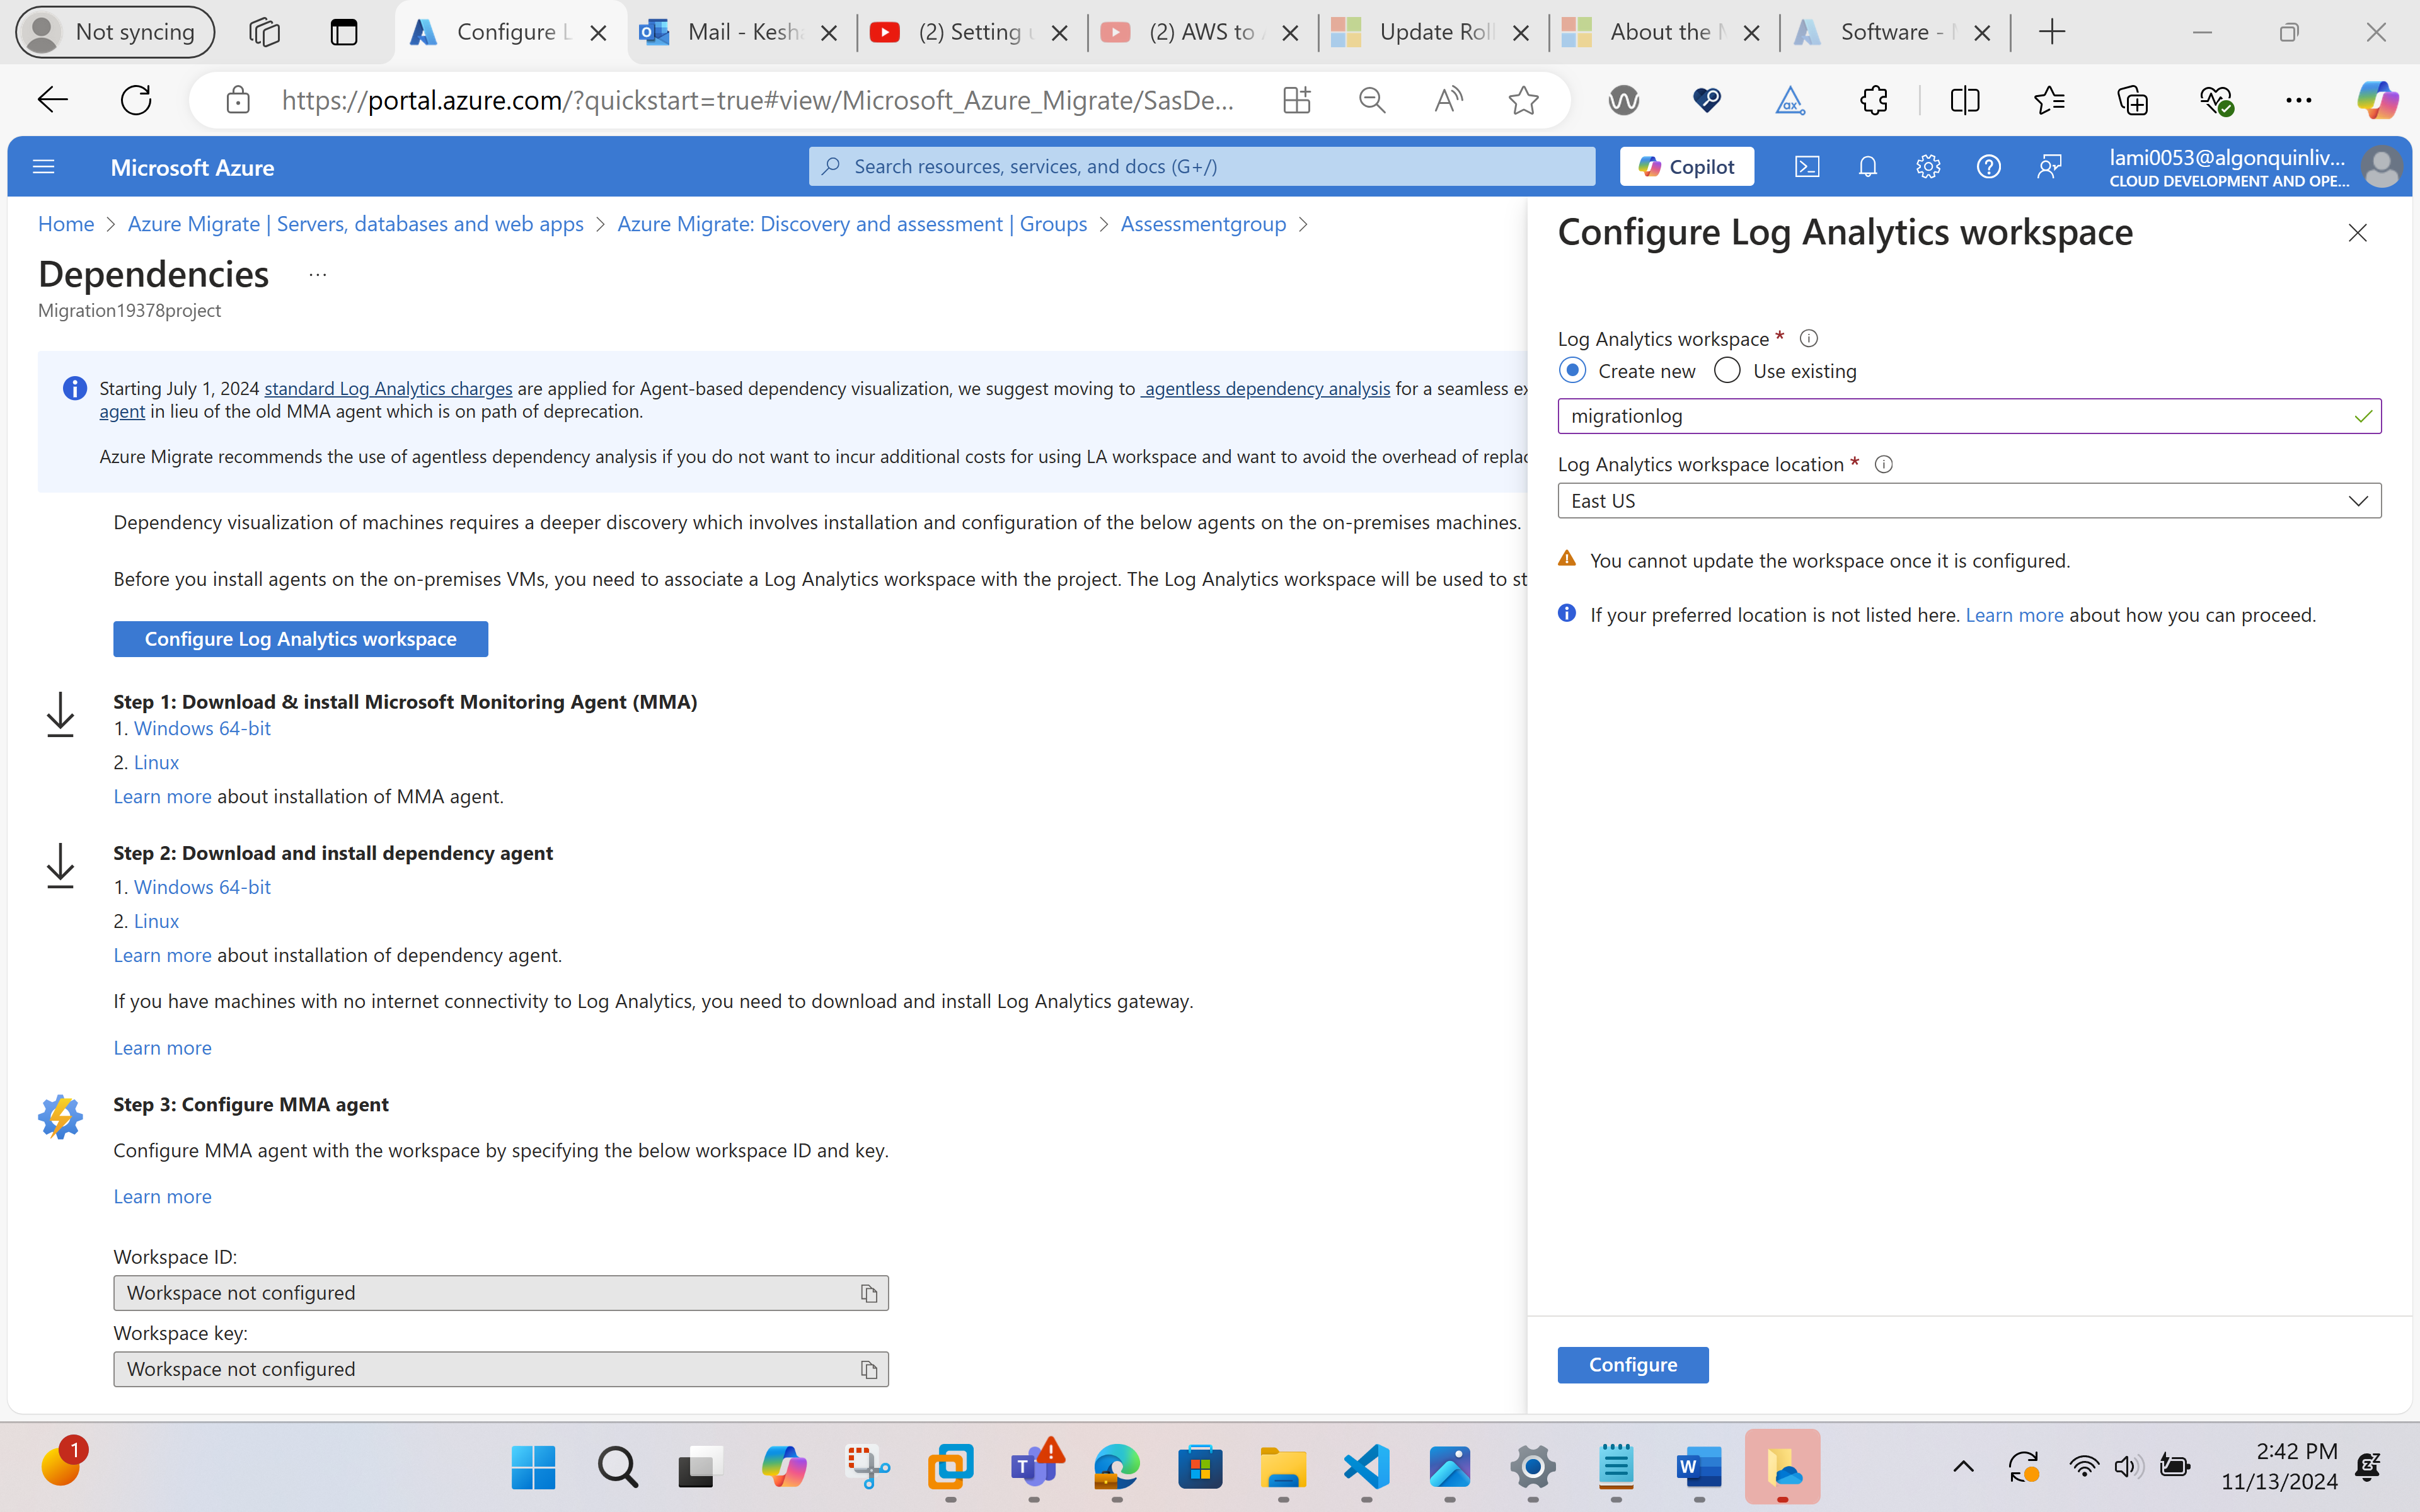 Not syncing
Configure L
Mail - Kesha
(2) Setting u
(2) AWS to A
Update Roll
About the M
Software - M
https://portal.azure.com/?quickstart=true#view/Microsoft_Azure_Migrate/SasDe...
Microsoft Azure
Search resources, services, and docs (G+/)
Copilot
lami0053@algonquinliv...
CLOUD DEVELOPMENT AND OPE...
Home > Azure Migrate | Servers, databases and web apps > Azure Migrate: Discovery and assessment | Groups > Assessmentgroup >
Dependencies ...
Migration19378project
Starting July 1, 2024 standard Log Analytics charges are applied for Agent-based dependency visualization, we suggest moving to agentless dependency analysis for a seamless ex
agent in lieu of the old MMA agent which is on path of deprecation.
Azure Migrate recommends the use of agentless dependency analysis if you do not want to incur additional costs for using LA workspace and want to avoid the overhead of replac
Dependency visualization of machines requires a deeper discovery which involves installation and configuration of the below agents on the on-premises machines.
Before you install agents on the on-premises VMs, you need to associate a Log Analytics workspace with the project. The Log Analytics workspace will be used to st
Configure Log Analytics workspace
Step 1: Download & install Microsoft Monitoring Agent (MMA)
1. Windows 64-bit
2. Linux
Learn more about installation of MMA agent.
Step 2: Download and install dependency agent
1. Windows 64-bit
2. Linux
Learn more about installation of dependency agent.
If you have machines with no internet connectivity to Log Analytics, you need to download and install Log Analytics gateway.
Learn more
Step 3: Configure MMA agent
Configure MMA agent with the workspace by specifying the below workspace ID and key.
Learn more
Workspace ID:
Workspace not configured
Workspace key:
Workspace not configured
Configure Log Analytics workspace
Log Analytics workspace *
Create new
Use existing
migrationlog
Log Analytics workspace location *
East US
You cannot update the workspace once it is configured.
If your preferred location is not listed here. Learn more about how you can proceed.
Configure
1
2:42 PM
11/13/2024